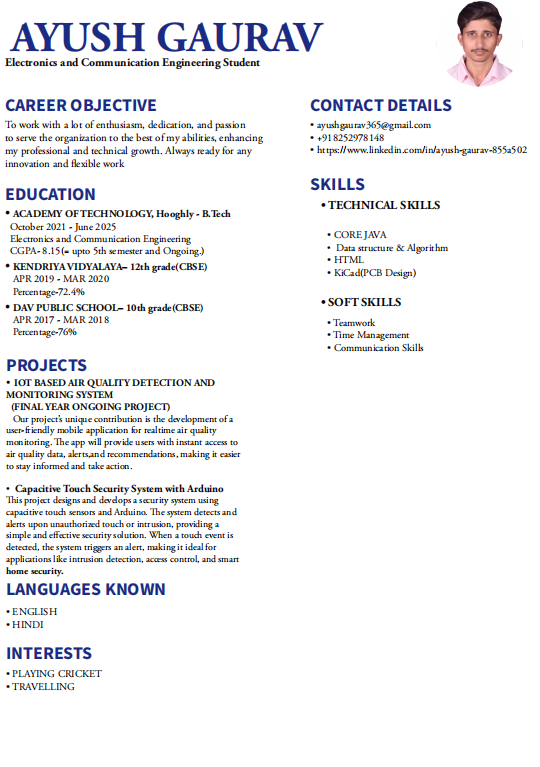 AYUSH GAURAV
Electronics and Communication Engineering Student
CAREER OBJECTIVE
To work with a lot of enthusiasm, dedication, and passion
to serve the organization to the best of my abilities, enhancing
my professional and technical growth. Always ready for any
innovation and flexible work
EDUCATION
• ACADEMY OF TECHNOLOGY, Hooghly - B.Tech
October 2021 - June 2025
Electronics and Communication Engineering
CGPA- 8.15(= upto 5th semester and Ongoing.)
• KENDRIYA VIDYALAYA– 12th grade(CBSE)
APR 2019 - MAR 2020
Percentage-72.4%
• DAV PUBLIC SCHOOL– 10th grade(CBSE)
APR 2017 - MAR 2018
Percentage-76%
PROJECTS
• IOT BASED AIR QUALITY DETECTION AND
MONITORING SYSTEM
(FINAL YEAR ONGOING PROJECT)
Our project's unique contribution is the development of a
user-friendly mobile application for realtime air quality
monitoring. The app will provide users with instant access to
air quality data, alerts,and recommendations, making it easier
to stay informed and take action.
• Capacitive Touch Security System with Arduino
This project designs and develops a security system using
capacitive touch sensors and Arduino. The system detects and
alerts upon unauthorized touch or intrusion, providing a
simple and effective security solution. When a touch event is
detected, the system triggers an alert, making it ideal for
applications like intrusion detection, access control, and smart
home security.
LANGUAGES KNOWN
• ENGLISH
• HINDI
INTERESTS
• PLAYING CRICKET
• TRAVELLING
CONTACT DETAILS
• ayushgaurav365@gmail.com
• +918252978148
• https://www.linkedin.com/in/ayush-gaurav-855a502
SKILLS
• TECHNICAL SKILLS
• CORE JAVA
• Data structure & Algorithm
• HTML
• KiCad(PCB Design)
• SOFT SKILLS
• Teamwork
• Time Management
• Communication Skills